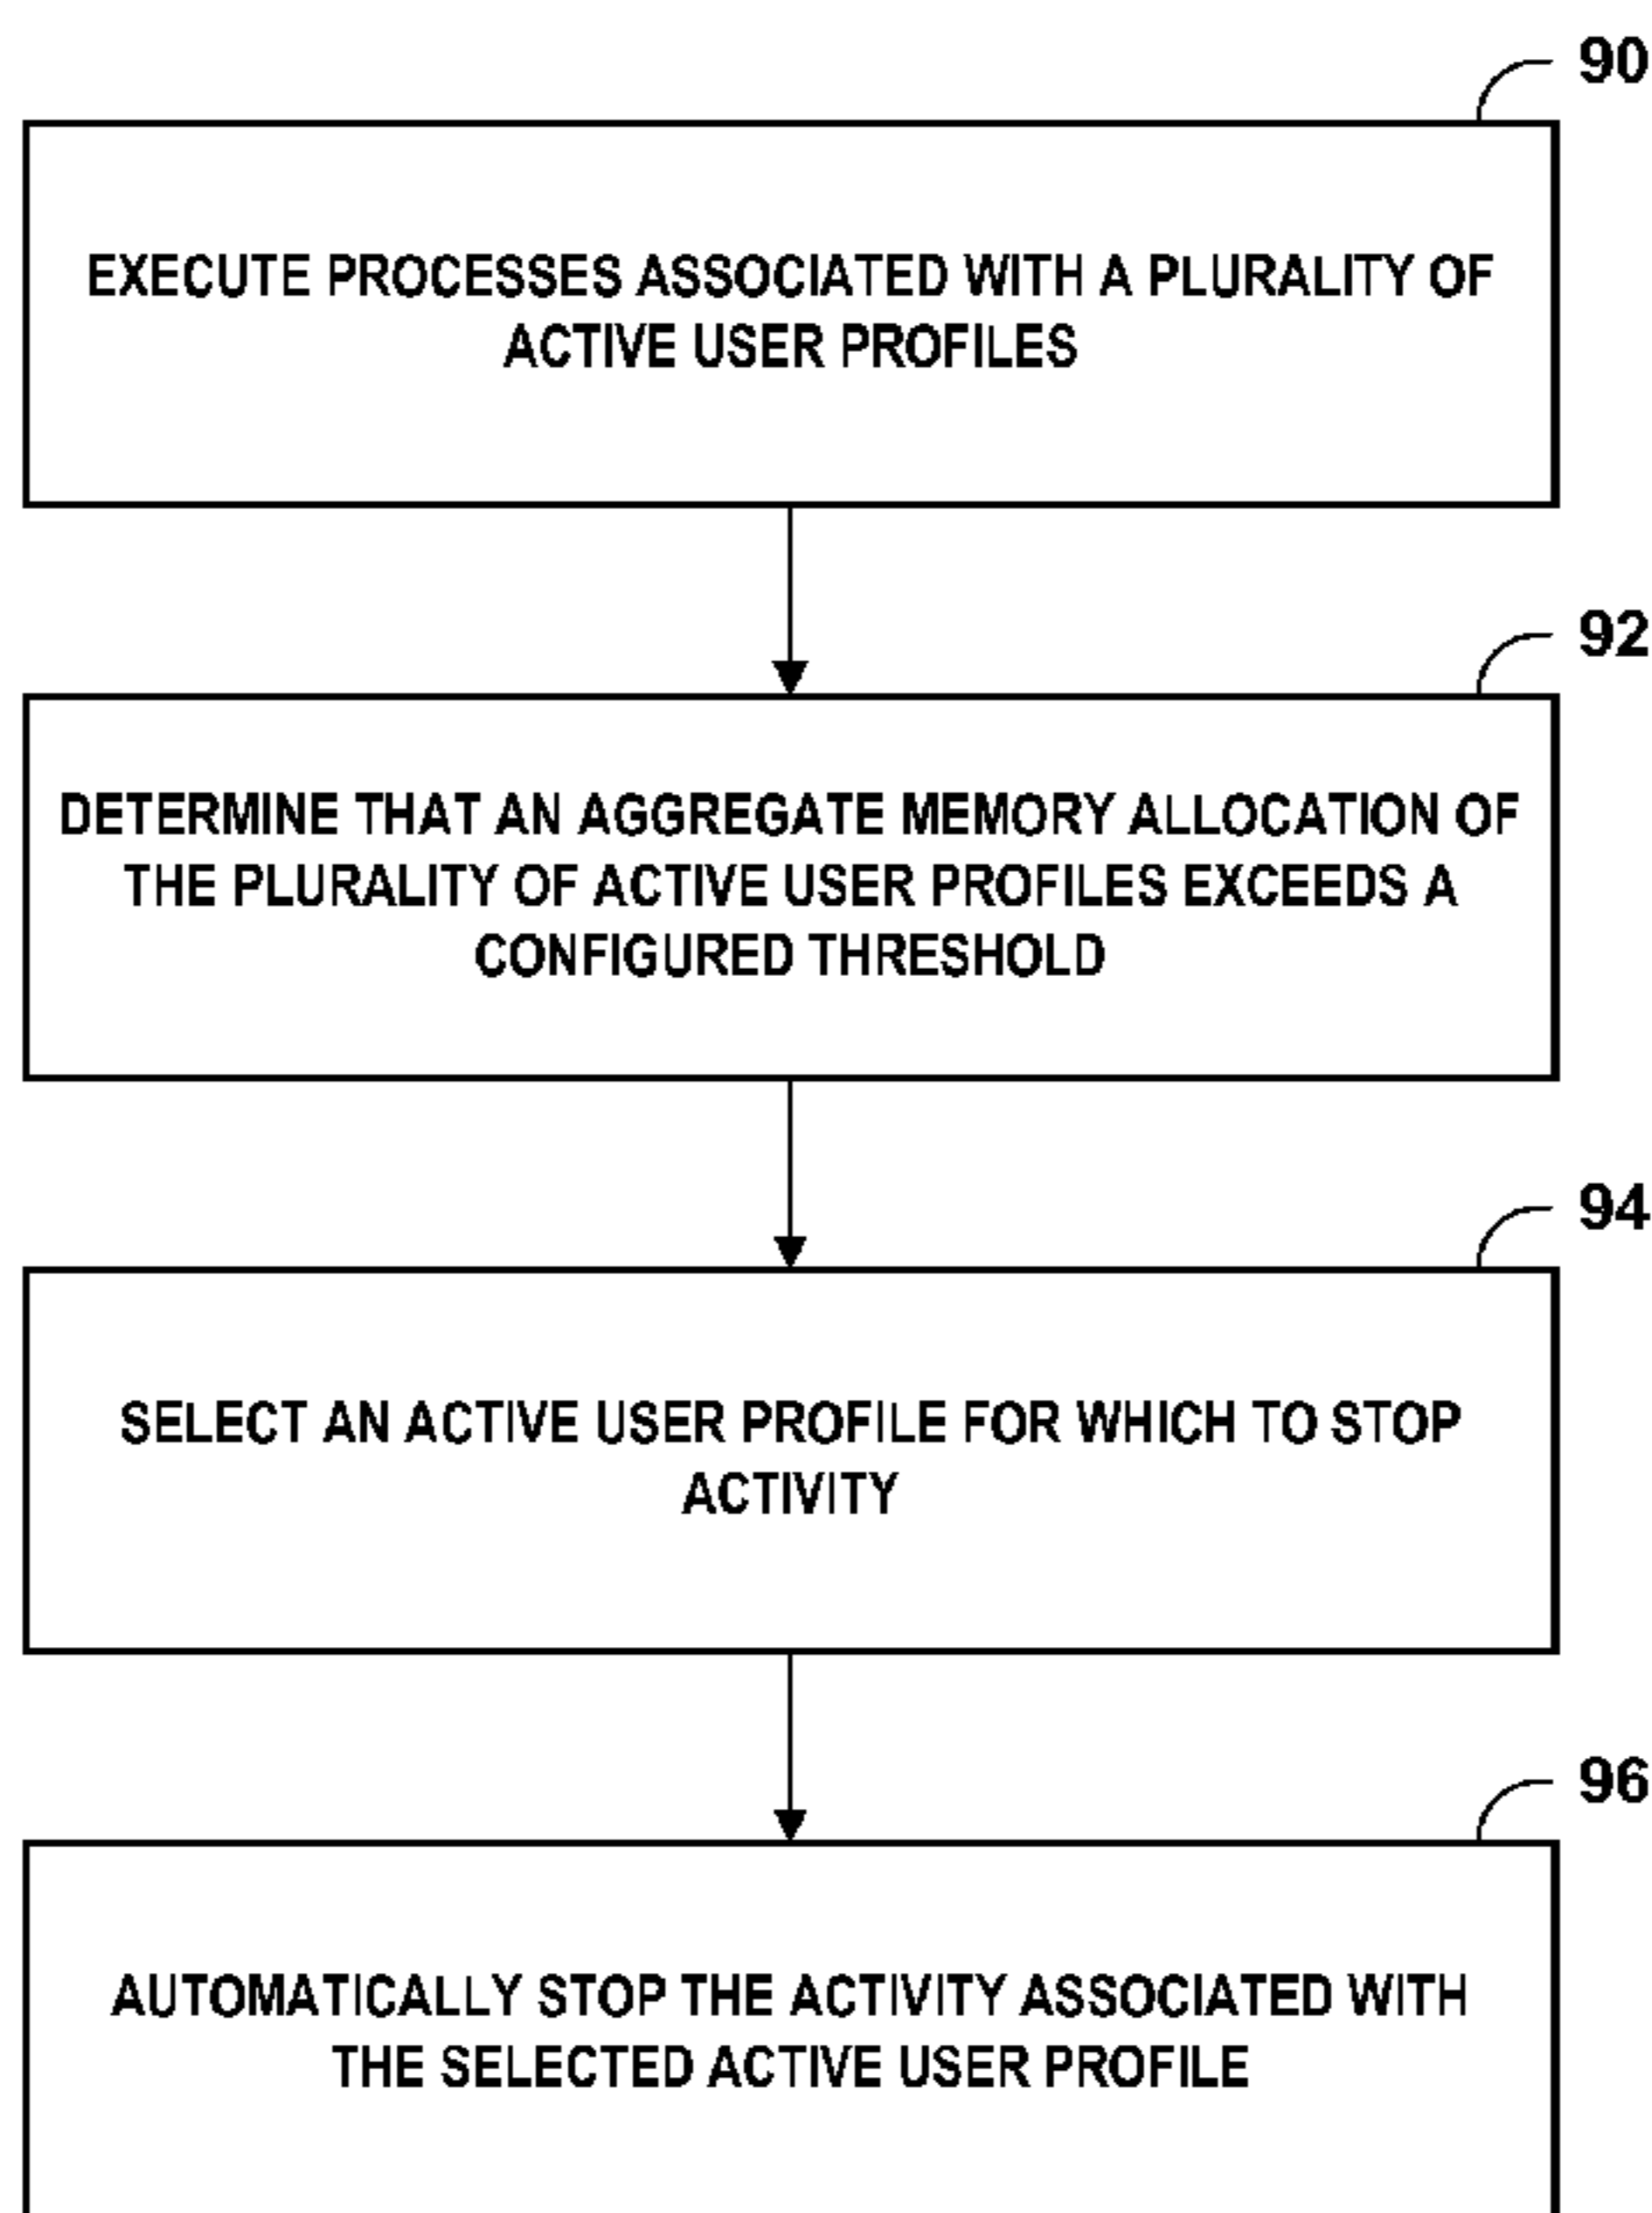 90
EXECUTE PROCESSES ASSOCIATED WITH A PLURALITY OF
ACTIVE USER PROFILES
92
DETERMINE THAT AN AGGREGATE MEMORY ALLOCATION OF
THE PLURALITY OF ACTIVE USER PROFILES EXCEEDS A
CONFIGURED THRESHOLD
94
SELECT AN ACTIVE USER PROFILE FOR WHICH TO STOP
ACTIVITY
96
AUTOMATICALLY STOP THE ACTIVITY ASSOCIATED WITH
THE SELECTED ACTIVE USER PROFILE